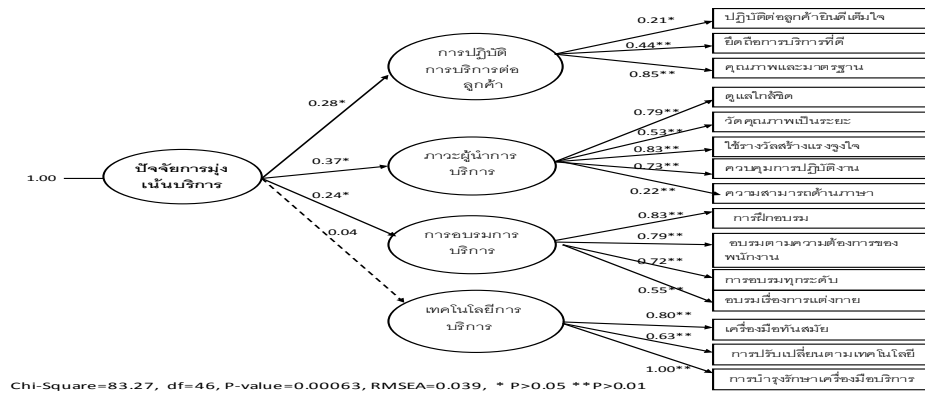 1.00
ปัจจัยการมุ่ง
เน้นบริการ
0.28*
0.37*
0.24*
0.04
การปฏิบัติ
การบริการต่อ
ลูกค้า
0.21*
0.44**
0.85**
ปฏิบัติต่อลูกค้ายินดีเต็มใจ
ยึดถือการบริการที่ดี
คุณภาพและมาตรฐาน
ภาวะผู้นำการ
บริการ
0.79**
0.53**
0.83**
0.73**
0.22**
ดูแลใกล้ชิด
วัดคุณภาพเป็นระยะ
ใช้รางวัลสร้างแรงจูงใจ
ควบคุมการปฏิบัติงาน
ความสามารถด้านภาษา
การอบรมการ
บริการ
0.83**
0.79**
0.72**
0.55**
การฝึกอบรม
อบรมตามความต้องการของ
พนักงาน
การอบรมทุกระดับ
อบรมเรื่องการแต่งกาย
เทคโนโลยีการ
บริการ
0.80**
0.63**
1.00**
เครื่องมือทันสมัย
การปรับเปลี่ยนตามเทคโนโลยี
การบำรุงรักษาเครื่องมือบริการ
Chi-Square=83.27, df=46, P-value=0.00063, RMSEA=0.039, * P>0.05 **P>0.01